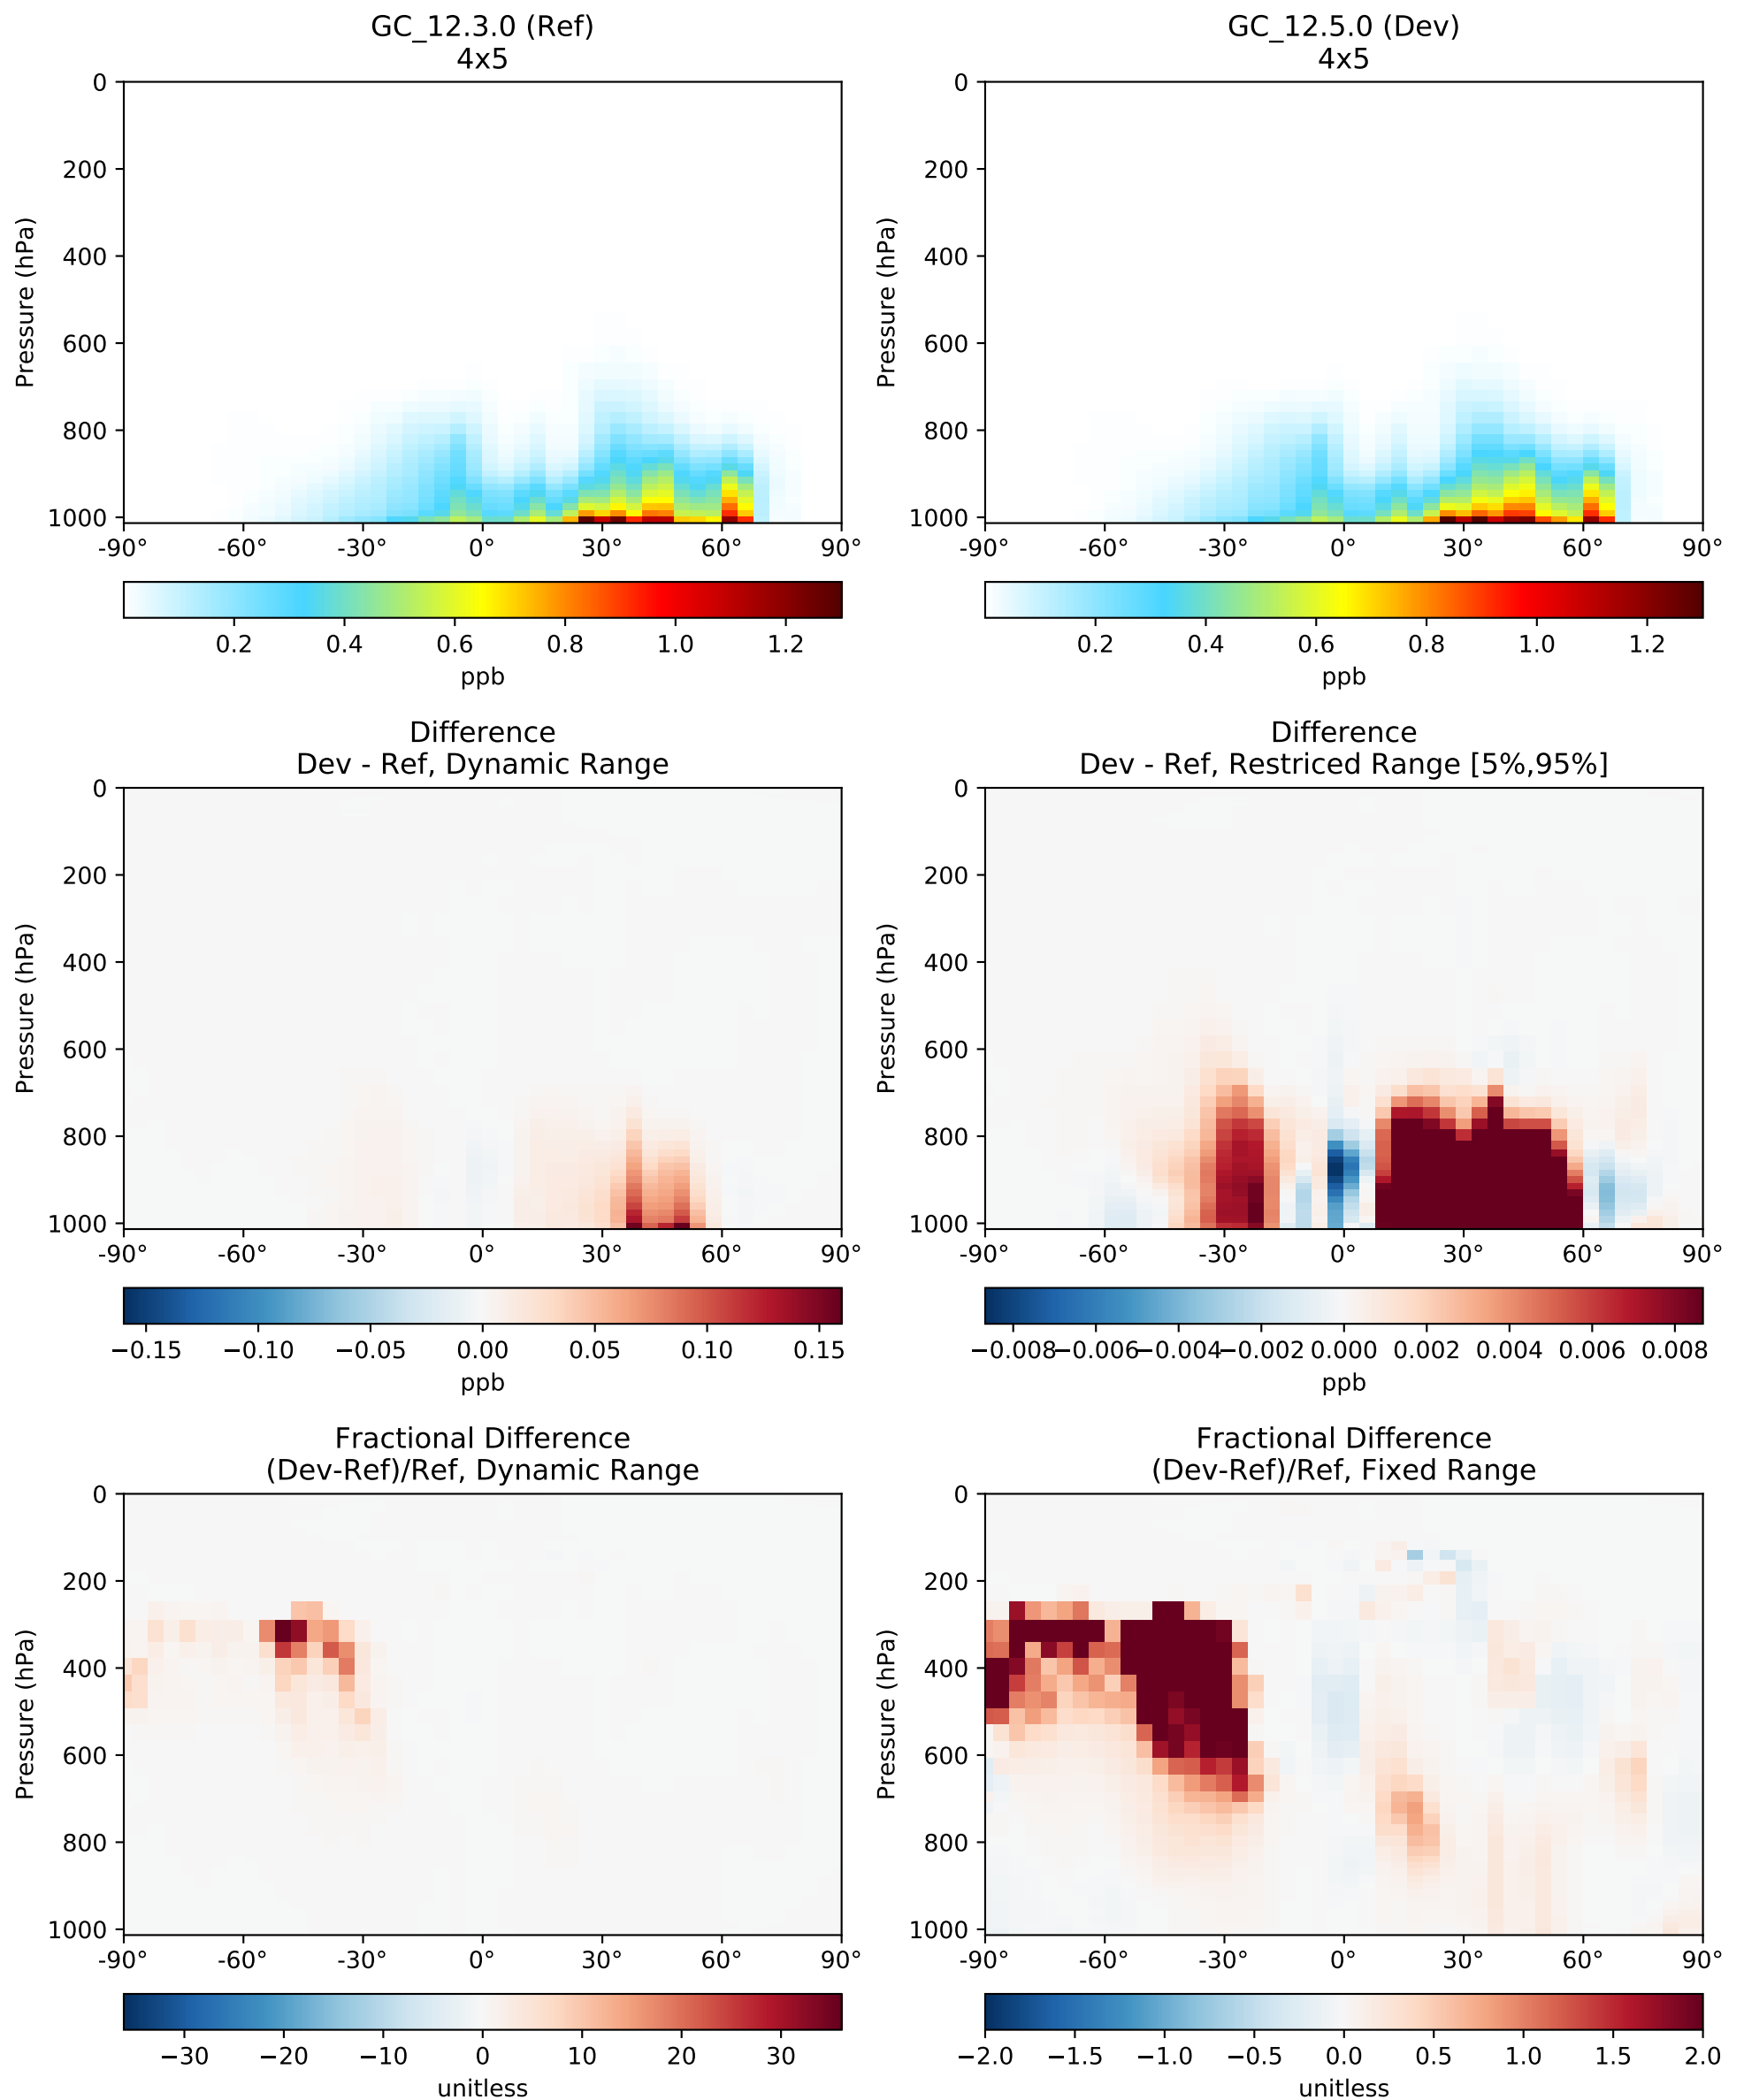 GC_12.3.0 (Ref)
4x5
Pressure (hPa)
0
200
400
600
800
1000
-90° -60° -30° 0° 30° 60° 90°
0.2 0.4 0.6 0.8 1.0 1.2
ppb
GC_12.5.0 (Dev)
4x5
Pressure (hPa)
0
200
400
600
800
1000
-90° -60° -30° 0° 30° 60° 90°
0.2 0.4 0.6 0.8 1.0 1.2
ppb
Difference
Dev - Ref, Dynamic Range
Pressure (hPa)
0
200
400
600
800
1000
-90° -60° -30° 0° 30° 60° 90°
−0.15 −0.10 −0.05 0.00 0.05 0.10 0.15
ppb
Difference
Dev - Ref, Restriced Range [5%,95%]
Pressure (hPa)
0
200
400
600
800
1000
-90° -60° -30° 0° 30° 60° 90°
−0.008 −0.006 −0.004 −0.002 0.000 0.002 0.004 0.006 0.008
ppb
Fractional Difference
(Dev-Ref)/Ref, Dynamic Range
Pressure (hPa)
0
200
400
600
800
1000
-90° -60° -30° 0° 30° 60° 90°
−30 −20 −10 0 10 20 30
unitless
Fractional Difference
(Dev-Ref)/Ref, Fixed Range
Pressure (hPa)
0
200
400
600
800
1000
-90° -60° -30° 0° 30° 60° 90°
−2.0 −1.5 −1.0 −0.5 0.0 0.5 1.0 1.5 2.0
unitless